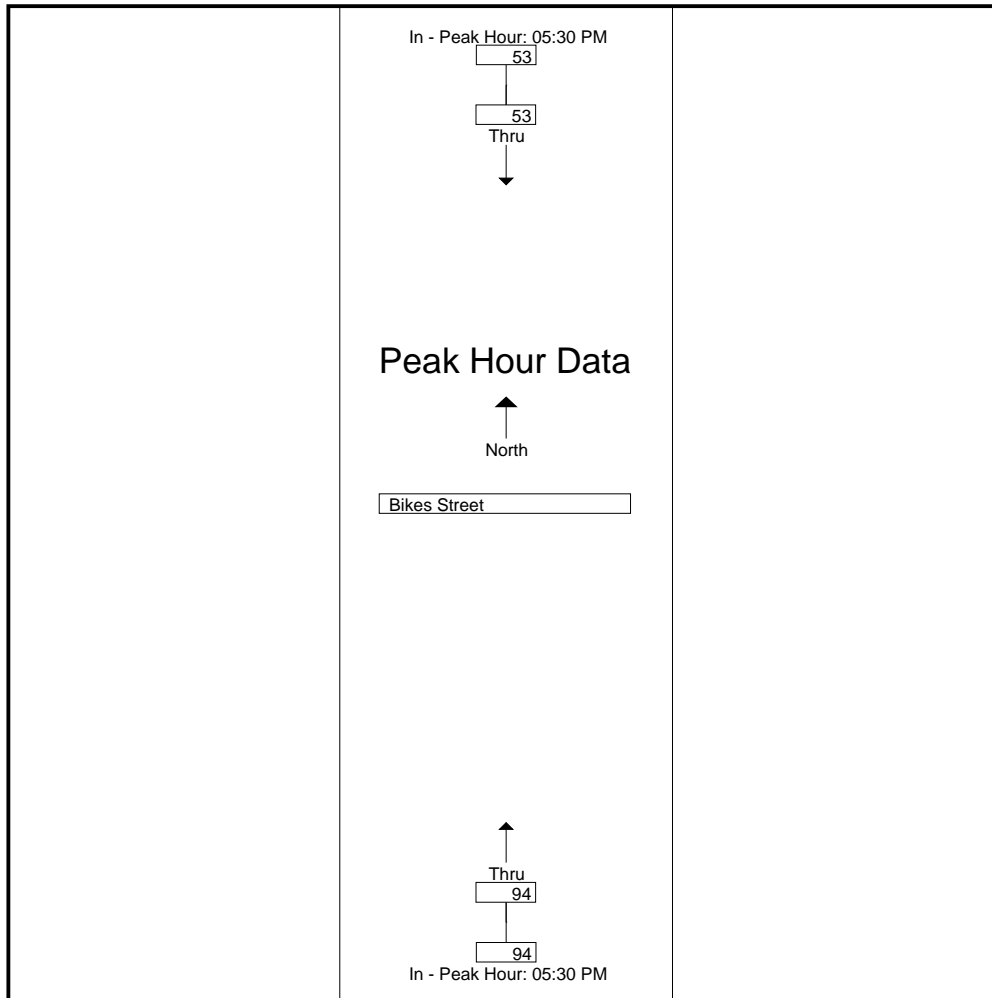 In - Peak Hour: 05:30 PM
53
53
Thru
Peak Hour Data
North
Bikes Street
Thru
94
94
In - Peak Hour: 05:30 PM